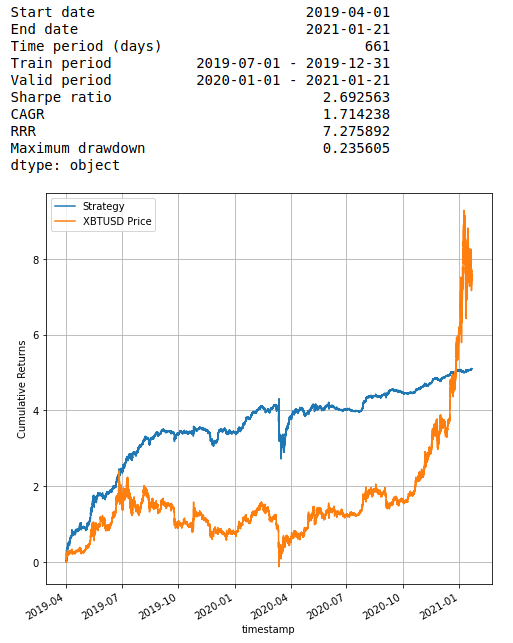 Start date 2019-04-01
End date 2021-01-21
Time period (days) 661
Train period 2019-07-01 - 2019-12-31
Valid period 2020-01-01 - 2021-01-21
Sharpe ratio 2.692563
CAGR 1.714238
RRR 7.275892
Maximum drawdown 0.235605
dtype: object
Strategy
XBTUSD Price
Cumulative Returns
8
6
4
2
0
2019-04
2019-07
2019-10
2020-01
2020-04
2020-07
2020-10
2021-01
timestamp